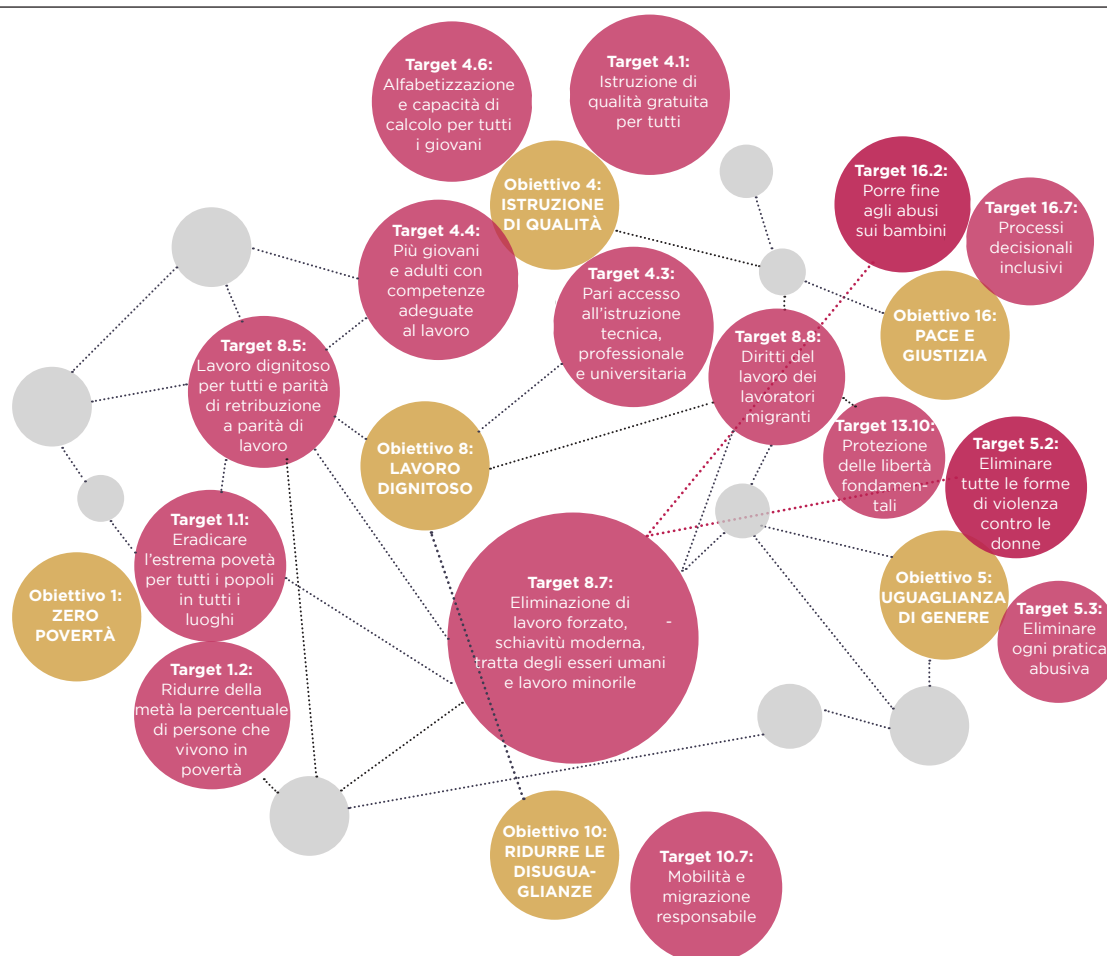 Target 4.6:
Alfabetizzazione
e capacità di
calcolo per tutti
i giovani
Target 4.1:
Istruzione di
qualità gratuita
per tutti
Obiettivo 4:
ISTRUZIONE
DI QUALITÀ
Target 16.2:
Porre fine
agli abusi
sui bambini
Target 16.7:
Processi
decisionali
inclusivi
Target 4.4:
Più giovani
e adulti con
competenze
adeguate
al lavoro
Target 4.3:
Pari accesso
all’istruzione
tecnica,
professionale
e universitaria
Obiettivo 16:
PACE E
GIUSTIZIA
Target 8.5:
Lavoro dignitoso
per tutti e parità
di retribuzione
a parità di
lavoro
Target 8.8:
Diritti del
lavoro dei
lavoratori
migranti
Obiettivo 8:
LAVORO
DIGNITOSO
Target 13.10:
Protezione
delle libertà
fondamen-
tali
Target 5.2:
Eliminare
tutte le forme
di violenza
contro le
donne
Target 1.1:
Eradicare
l’estrema povetà
per tutti i popoli
in tutti i
luoghi
Obiettivo 1:
ZERO
POVERTÀ
Target 8.7:
Eliminazione di
lavoro forzato, -
schiavitù moderna,
tratta degli esseri umani
e lavoro minorile
Obiettivo 5:
UGUAGLIANZA
DI GENERE
Target 5.3:
Eliminare
ogni pratica
abusiva
Target 1.2:
Ridurre della
metà la percentuale
di persone che
vivono in
povertà
Obiettivo 10:
RIDURRE LE
DISUGUA-
GLIANZE
Target 10.7:
Mobilità e
migrazione
responsabile